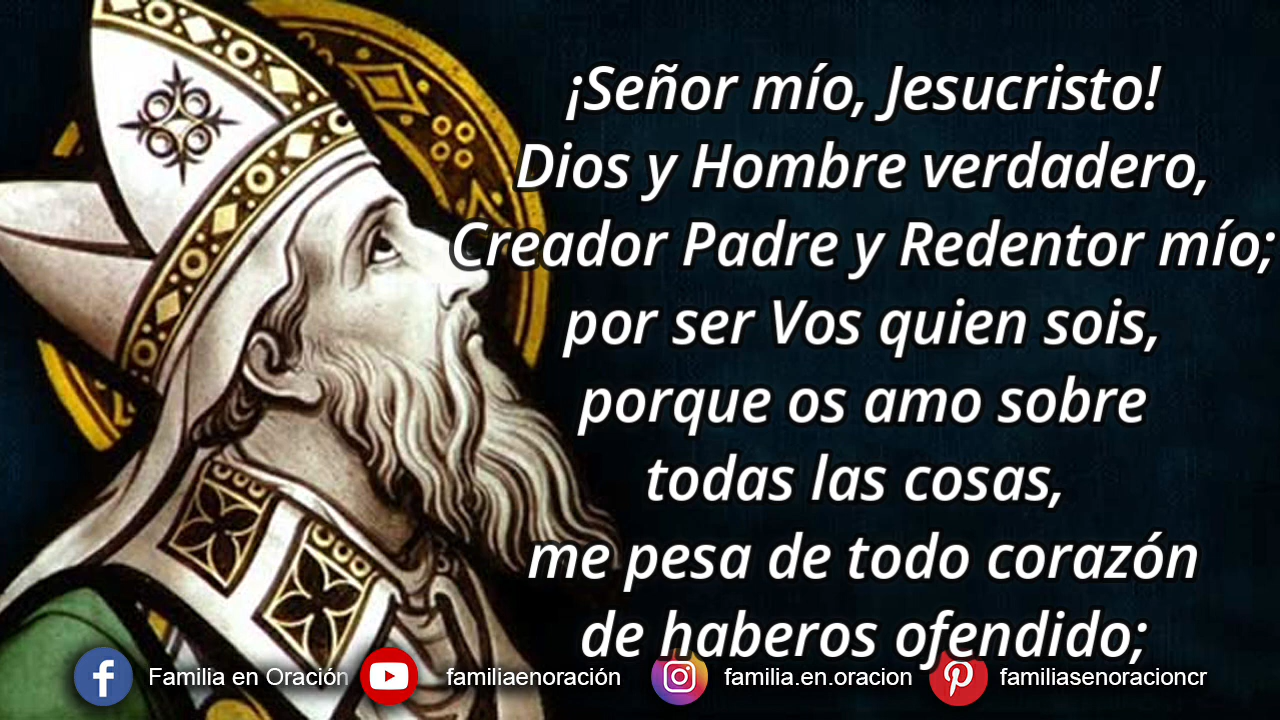 ¡Señor mío, Jesucristo!
Dios y Hombre verdadero,
Creador Padre y Redentor mío;
por ser Vos quien sois,
porque os amo sobre
todas las cosas,
me pesa de todo corazón
de haberos ofendido;
Familia en Oración
familiaenoración
familia.en.oracion
familiasenoracioncr